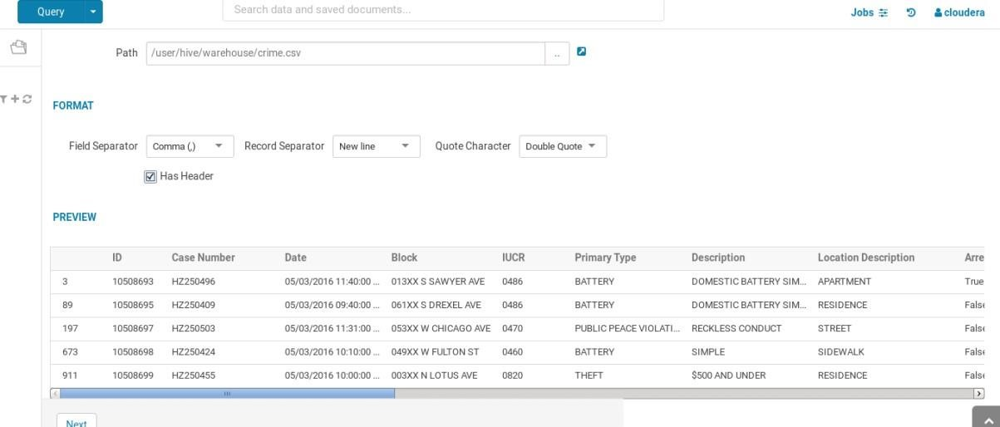 Query Search data and saved documents... Jobs cloudera
Path /user/hive/warehouse/crime.csv ..
FORMAT
Field Separator Comma (,) Record Separator New line Quote Character Double Quote
Has Header
PREVIEW
ID Case Number Date Block IUCR Primary Type Description Location Description Arre
3 10508693 HZ250496 05/03/2016 11:40:00 ... 013XX S SAWYER AVE 0486 BATTERY DOMESTIC BATTERY SIM... APARTMENT True
89 10508695 HZ250409 05/03/2016 09:40:00 ... 061XX S DREXEL AVE 0486 BATTERY DOMESTIC BATTERY SIM... RESIDENCE False
197 10508697 HZ250503 05/03/2016 11:31:00 ... 053XX W CHICAGO AVE 0470 PUBLIC PEACE VIOLATI... RECKLESS CONDUCT STREET False
673 10508698 HZ250424 05/03/2016 10:10:00 ... 049XX W FULTON ST 0460 BATTERY SIMPLE SIDEWALK False
911 10508699 HZ250455 05/03/2016 10:00:00 ... 003XX N LOTUS AVE 0820 THEFT $500 AND UNDER RESIDENCE False
Next